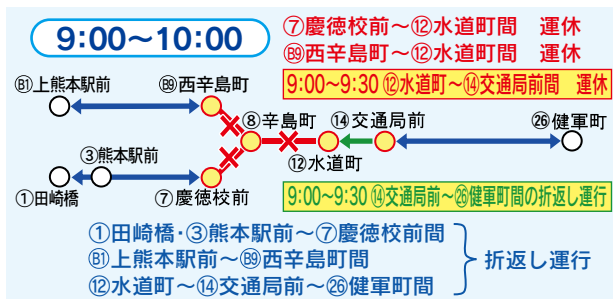 9:00〜10:00
⑦慶徳校前〜⑫水道町間　運休
B9西辛島町〜⑫水道町間　運休
9:00〜9:30 ⑫水道町〜⑭交通局前間　運休
B1上熊本駅前
B9西辛島町
⑧辛島町
⑭交通局前
㉖健軍町
③熊本駅前
⑫水道町
①田崎橋
⑦慶徳校前
9:00〜9:30 ⑭交通局前〜㉖健軍町間の折返し運行
①田崎橋・③熊本駅前〜⑦慶徳校前間
B1上熊本駅前〜B9西辛島町間
⑫水道町〜⑭交通局前〜㉖健軍町間
折返し運行